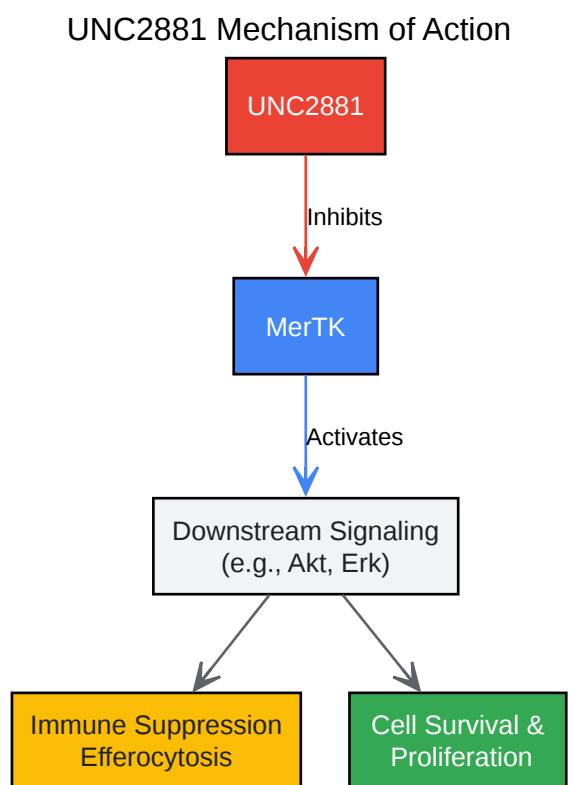 UNC2881 Mechanism of Action
UNC2881
Inhibits
MerTK
Activates
Downstream Signaling
(e.g., Akt, Erk)
Immune Suppression
Efferocytosis
Cell Survival &
Proliferation